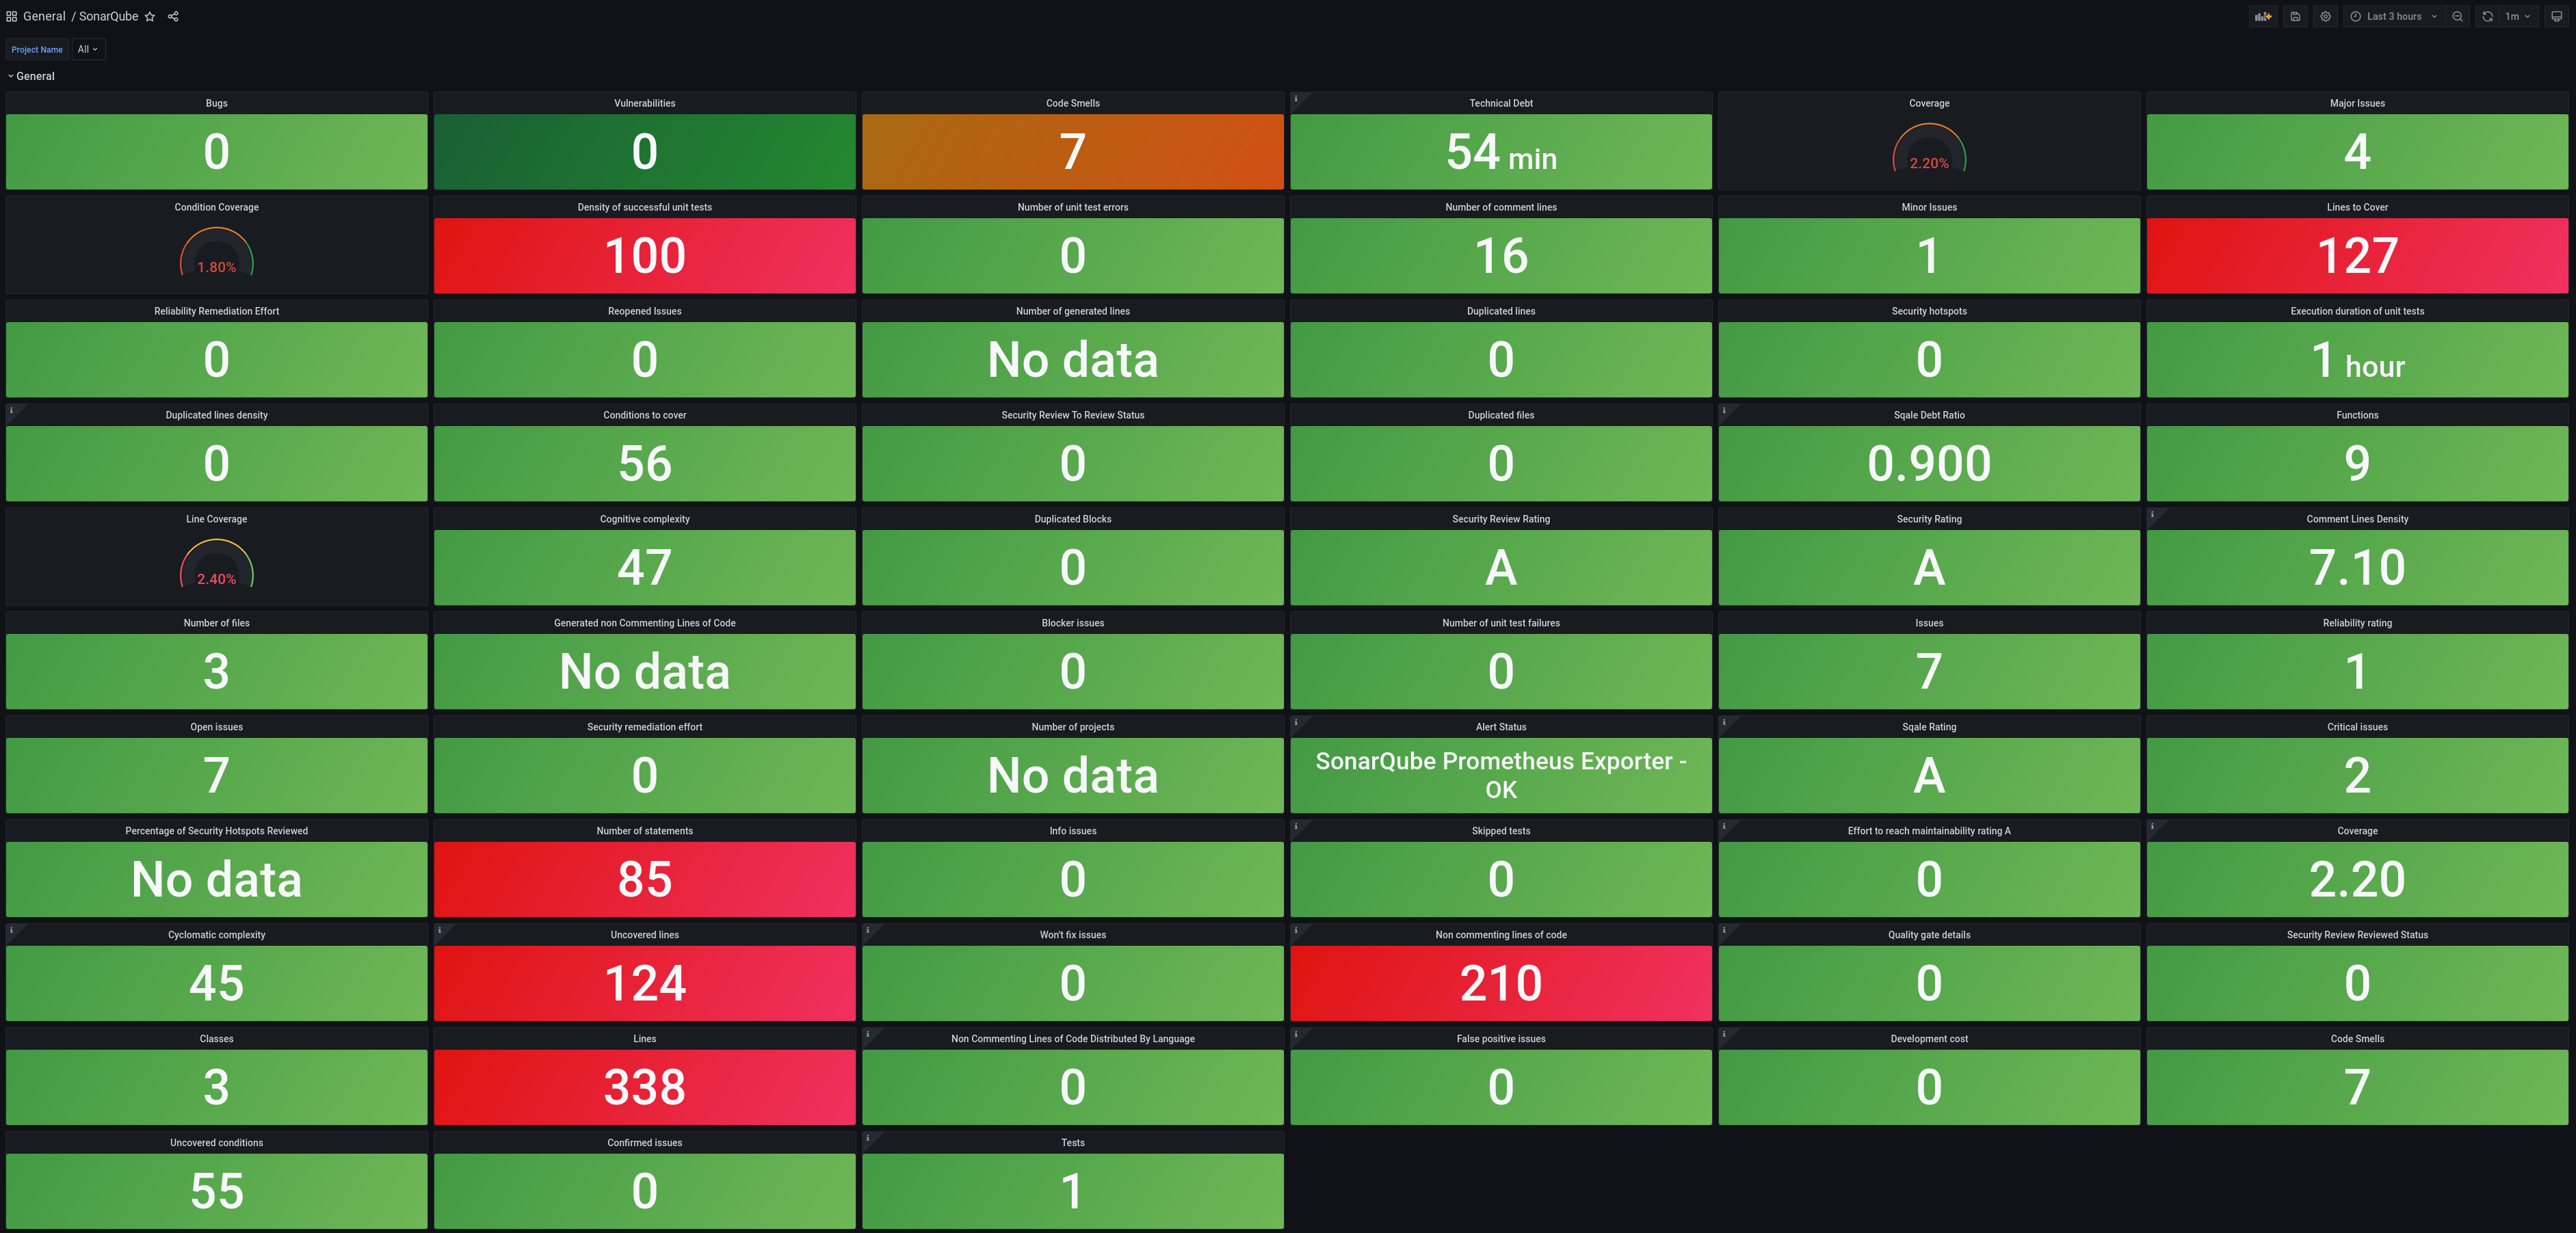 General / SonarQube
Last 3 hours
1m
Project Name All
General
Bugs
0
Vulnerabilities
0
Code Smells
7
Technical Debt
54 min
Coverage
2.20%
Major Issues
4
Condition Coverage
1.80%
Density of successful unit tests
100
Number of unit test errors
0
Number of comment lines
16
Minor Issues
1
Lines to Cover
127
Reliability Remediation Effort
0
Reopened Issues
0
Number of generated lines
No data
Duplicated lines
0
Security hotspots
0
Execution duration of unit tests
1 hour
Duplicated lines density
0
Conditions to cover
56
Security Review To Review Status
0
Duplicated files
0
Sqale Debt Ratio
0.900
Functions
9
Line Coverage
2.40%
Cognitive complexity
47
Duplicated Blocks
0
Security Review Rating
A
Security Rating
A
Comment Lines Density
7.10
Number of files
3
Generated non Commenting Lines of Code
No data
Blocker issues
0
Number of unit test failures
0
Issues
7
Reliability rating
1
Open issues
7
Security remediation effort
0
Number of projects
No data
Alert Status
SonarQube Prometheus Exporter -
OK
Sqale Rating
A
Critical issues
2
Percentage of Security Hotspots Reviewed
No data
Number of statements
85
Info issues
0
Skipped tests
0
Effort to reach maintainability rating A
0
Coverage
2.20
Cyclomatic complexity
45
Uncovered lines
124
Won't fix issues
0
Non commenting lines of code
210
Quality gate details
0
Security Review Reviewed Status
0
Classes
3
Lines
338
Non Commenting Lines of Code Distributed By Language
0
False positive issues
0
Development cost
0
Code Smells
7
Uncovered conditions
55
Confirmed issues
0
Tests
1